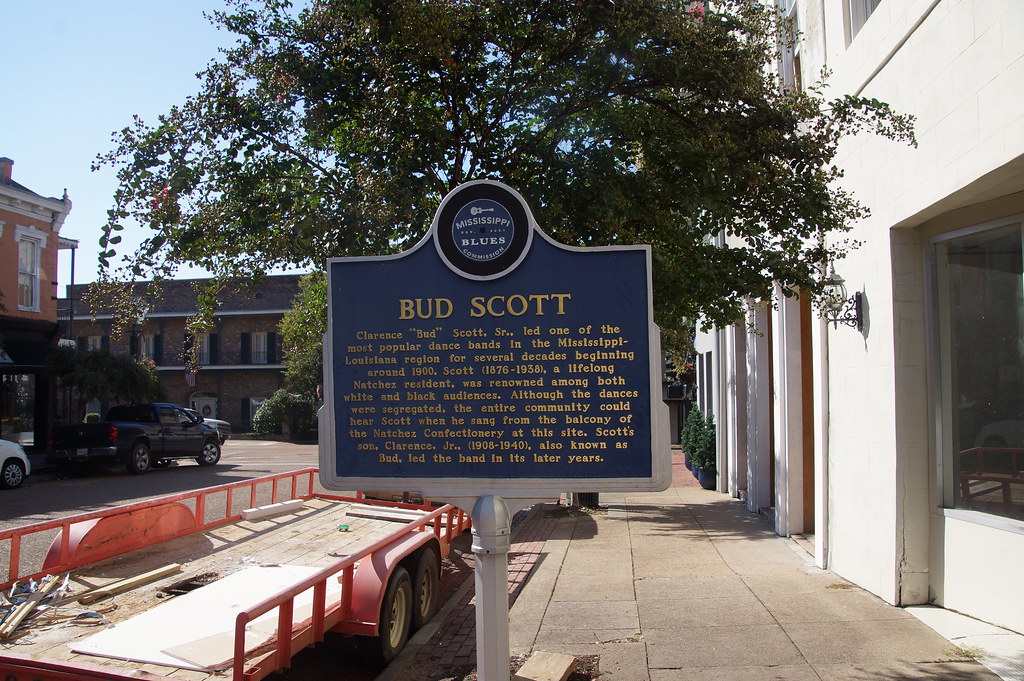 MISSISSIPPI
BLUES
COMMISSION
BUD SCOTT
Clarence "Bud" Scott, Sr., led one of the
most popular dance bands in the Mississippi-
Louisiana region for several decades beginning
around 1900. Scott (1876-1938), a lifelong
Natchez resident, was renowned among both
white and black audiences. Although the dances
were segregated, the entire community could
hear Scott when he sang from the balcony of
the Natchez Confectionery at this site. Scott's
son, Clarence, Jr., (1908-1940), also known as
Bud, led the band in its later years.